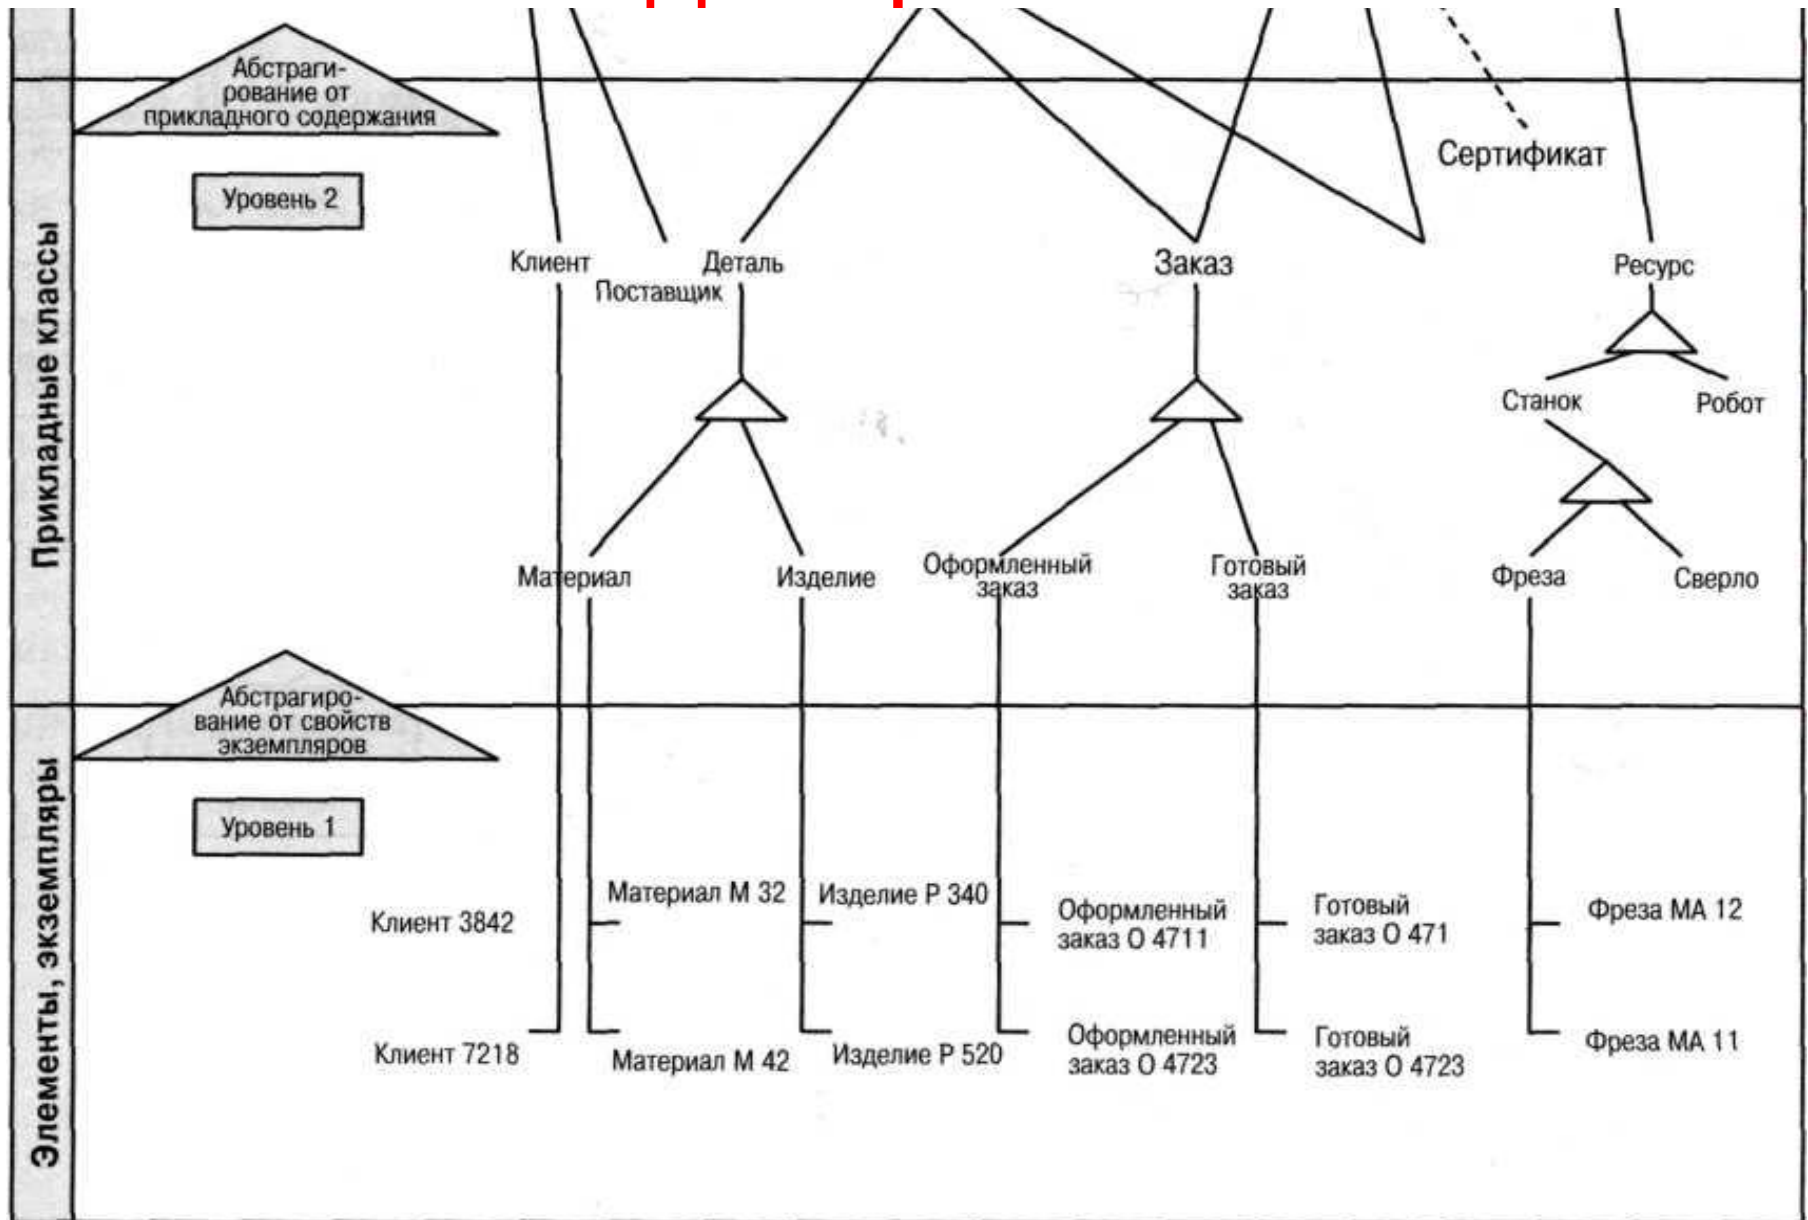 Абстраги-
рование от
прикладного содержания
Сертификат
Уровень 2
Прикладные классы
Клиент
Поставщик
Деталь
Заказ
Ресурс
Станок
Робот
Материал
Изделие
Оформленный
заказ
Готовый
заказ
Фреза
Сверло
Абстрагиро-
вание от свойств
экземпляров
Уровень 1
Элементы, экземпляры
Клиент 3842
Материал М 32
Изделие Р 340
Оформленный
заказ О 4711
Готовый
заказ О 471
Фреза МА 12
Клиент 7218
Материал М 42
Изделие Р 520
Оформленный
заказ О 4723
Готовый
заказ О 4723
Фреза МА 11